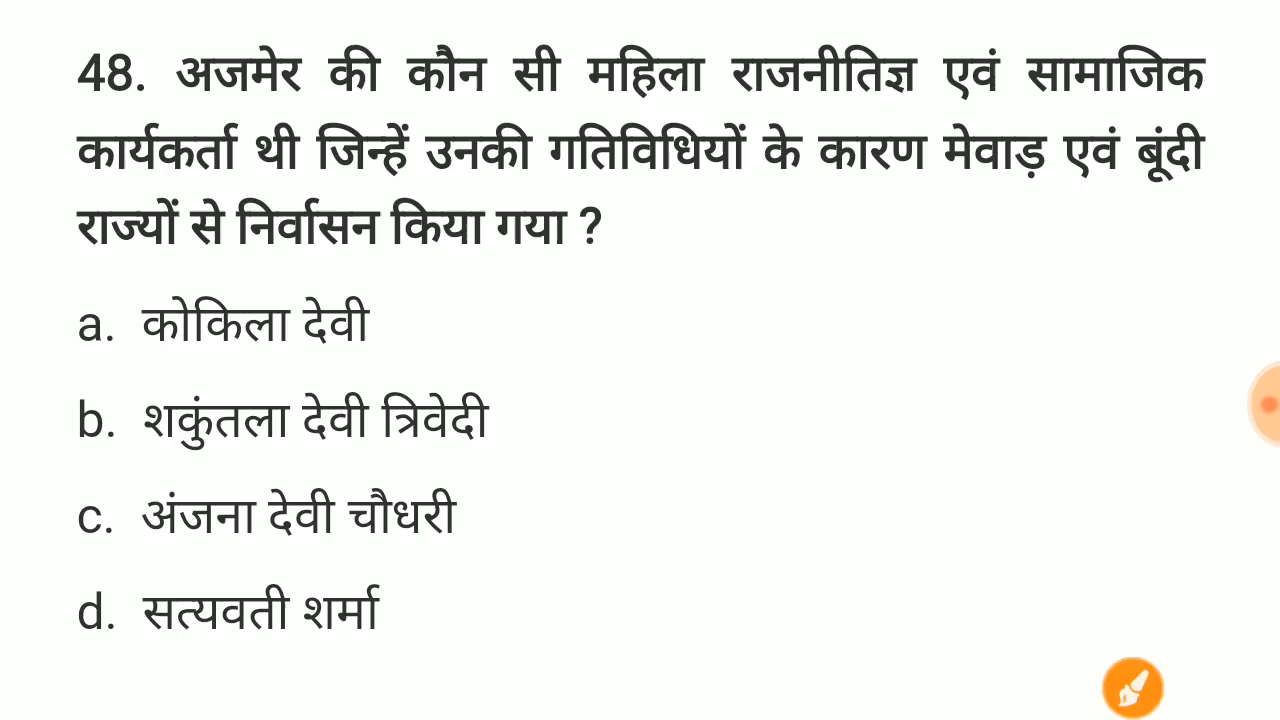 48. अजमेर की कौन सी महिला राजनीतिज्ञ एवं सामाजिक
कार्यकर्ता थी जिन्हें उनकी गतिविधियों के कारण मेवाड़ एवं बूंदी
राज्यों से निर्वासन किया गया ?
a. कोकिला देवी
b. शकुंतला देवी त्रिवेदी
c. अंजना देवी चौधरी
d. सत्यवती शर्मा